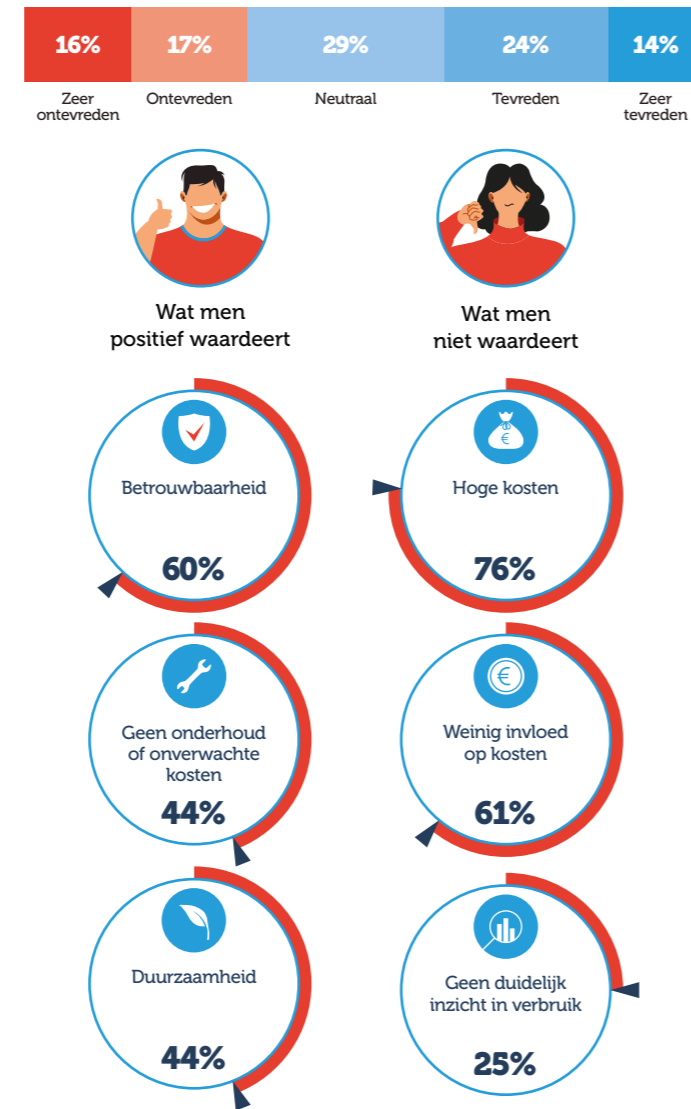 16%
17%
29%
24%
14%
Zeer
ontevreden
Ontevreden
Neutraal
Tevreden
Zeer
tevreden
Wat men
positief waardeert
Wat men
niet waardeert
Betrouwbaarheid
60%
Hoge kosten
76%
Geen onderhoud
of onverwachte
kosten
44%
Weinig invloed
op kosten
61%
Duurzaamheid
44%
Geen duidelijk
inzicht in verbruik
25%